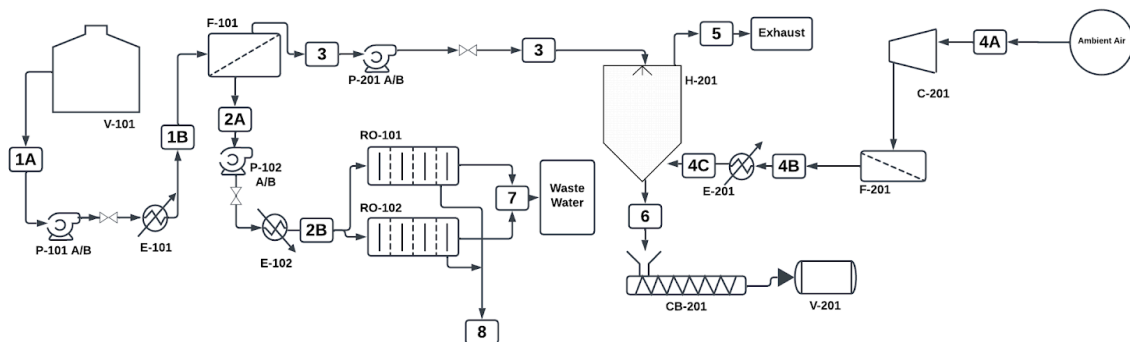 F-101
3
P-201 A/B
3
5
Exhaust
H-201
4A
Ambient Air
C-201
V-101
1A
1B
2A
P-102
A/B
RO-101
RO-102
7
Waste
Water
4C
E-201
4B
F-201
P-101 A/B
E-101
E-102
2B
6
CB-201
V-201
8